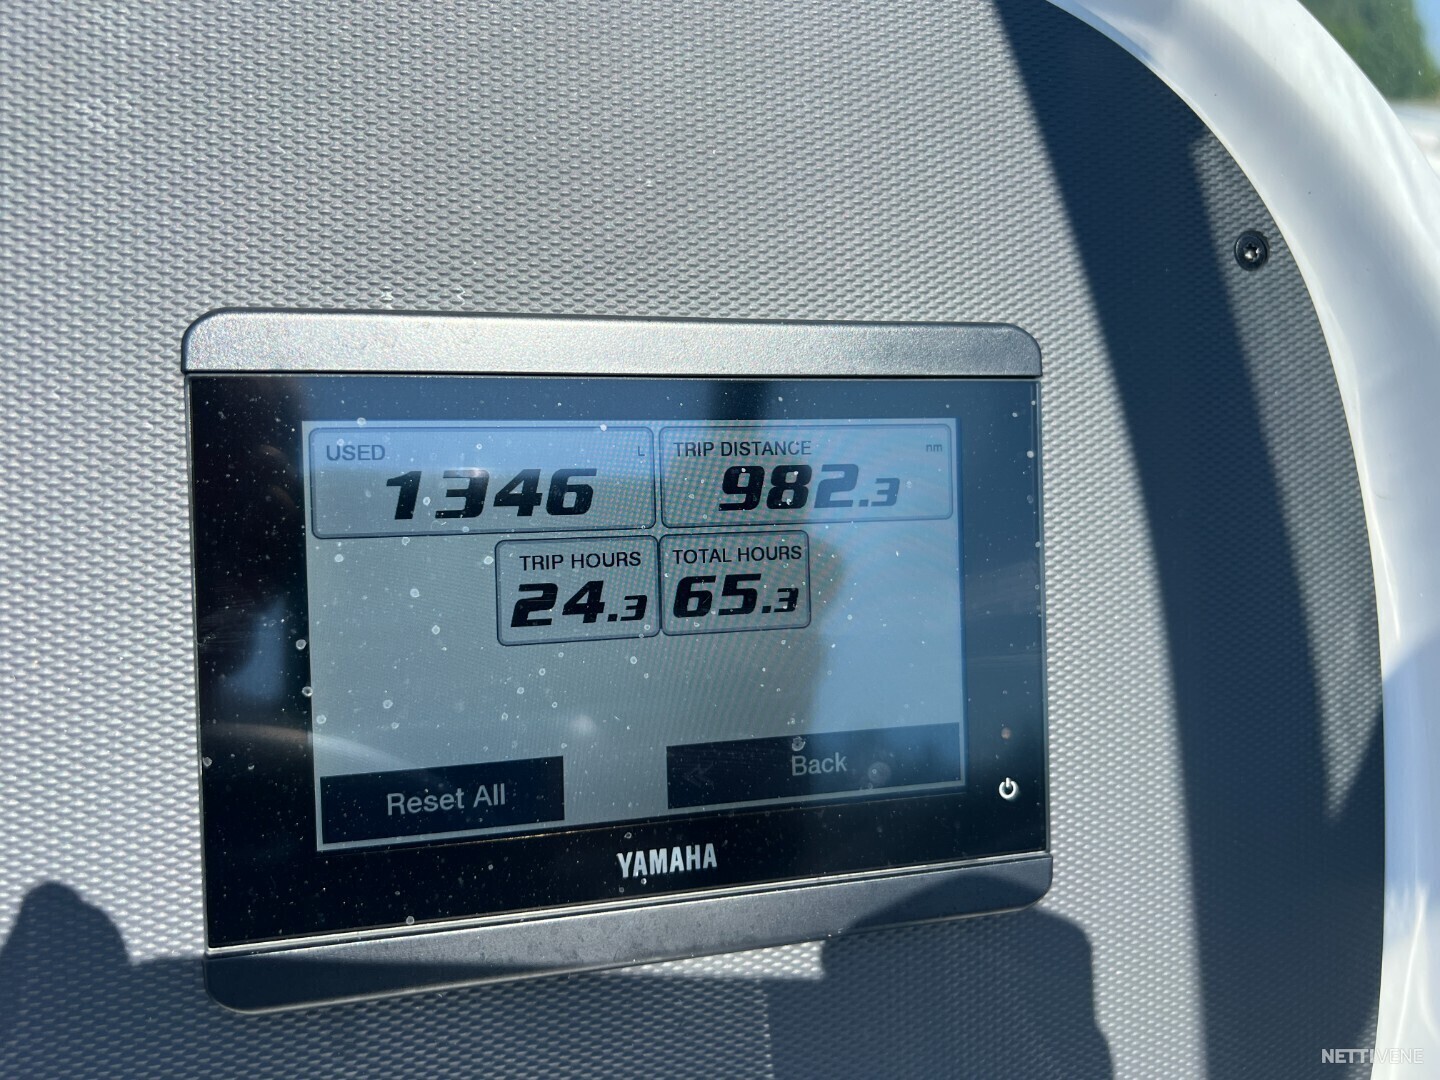 USED L
1346
TRIP DISTANCE nm
982.3
TRIP HOURS
24.3
TOTAL HOURS
65.3
Reset All
Back
YAMAHA
NETTIVENE